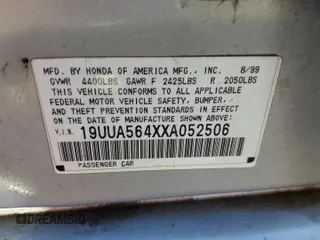 MFD. BY HONDA OF AMERICA MFG., INC. 8/99
GVWR 4400LBS GAWR F 2425LBS R 2050LBS
THIS VEHICLE CONFORMS TO ALL APPLICABLE
FEDERAL MOTOR VEHICLE SAFETY, BUMPER,
AND THEFT PREVENTION STANDARDS IN EFFECT ON
THE DATE OF MANUFACTURE SHOWN ABOVE.
V.I.N. 19UUA564XXA052506
PASSENGER CAR
DREAMBID